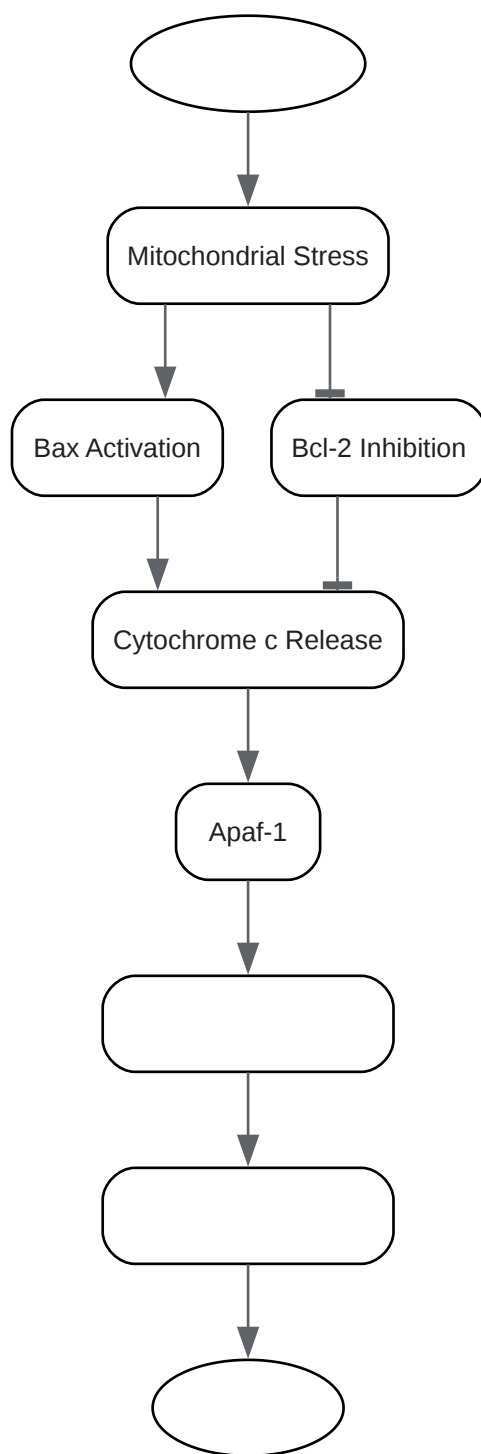 Mitochondrial Stress
Bax Activation
Bcl-2 Inhibition
Cytochrome c Release
Apaf-1